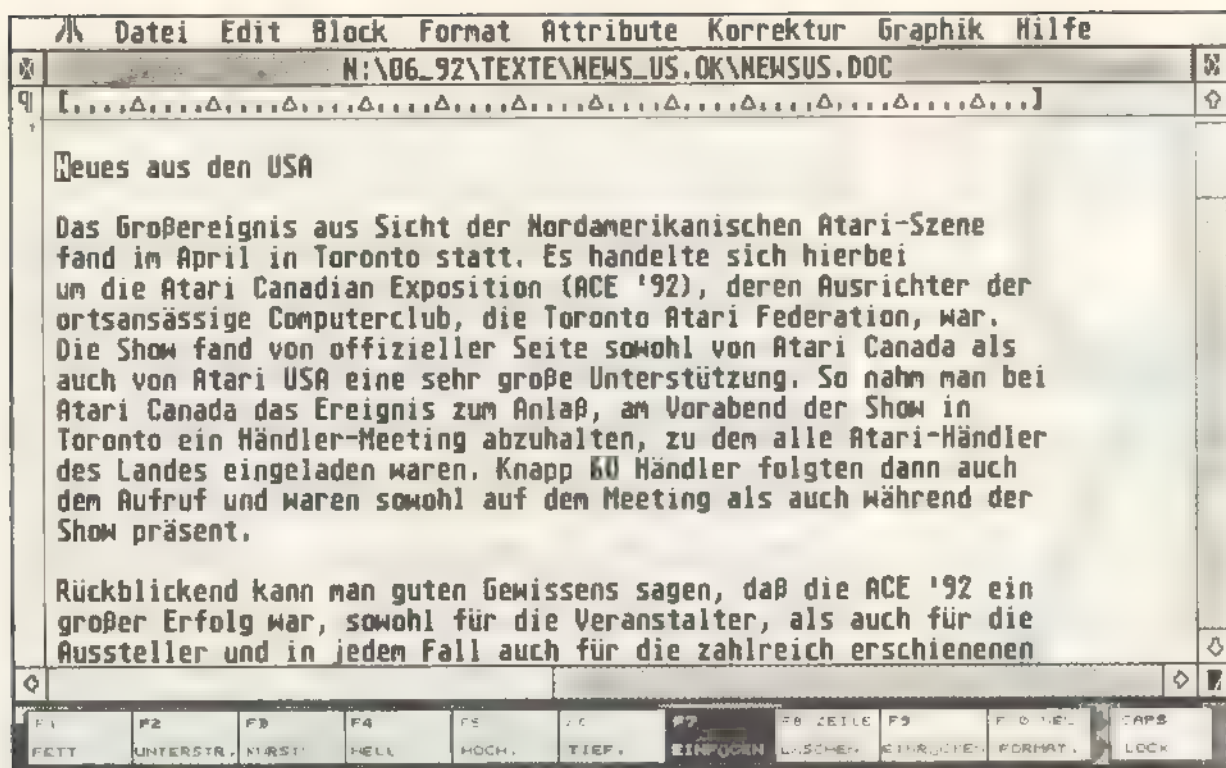 Datei Edit Block Format Attribute Korrektur Graphik Hilfe
N:\06_92\TEXTE\NEWS_US.OK\NEWSUS.DOC
Neues aus den USA
Das Großereignis aus Sicht der Nordamerikanischen Atari-Szene
fand im April in Toronto statt. Es handelte sich hierbei
um die Atari Canadian Exposition (ACE '92), deren Ausrichter der
ortsansässige Computerclub, die Toronto Atari Federation, war.
Die Show fand von offizieller Seite sowohl von Atari Canada als
auch von Atari USA eine sehr große Unterstützung. So nahm man bei
Atari Canada das Ereignis zum Anlaß, am Vorabend der Show in
Toronto ein Händler-Meeting abzuhalten, zu dem alle Atari-Händler
des Landes eingeladen waren. Knapp 60 Händler folgten dann auch
dem Aufruf und waren sowohl auf dem Meeting als auch während der
Show präsent.
Rückblickend kann man guten Gewissens sagen, daß die ACE '92 ein
großer Erfolg war, sowohl für die Veranstalter, als auch für die
Aussteller und in jedem Fall auch für die zahlreich erschienenen
F1 F2 F3 F4 F5 F7 F8 ZEILE F9 CAPS
FETT UNTERSTR. HELL HOCH. TIEF. EINFÜGEN LÖSCHEN EINRÜCKEN FORMAT. LOCK